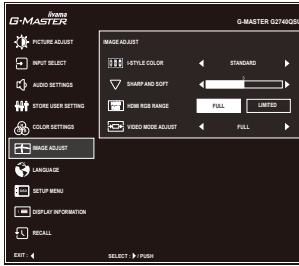 iiyama
G-MASTER
G-MASTER G2740QSU
PICTURE ADJUST
INPUT SELECT
AUDIO SETTINGS
STORE USER SETTING
COLOR SETTINGS
IMAGE ADJUST
LANGUAGE
SETUP MENU
DISPLAY INFORMATION
RECALL
IMAGE ADJUST
I-STYLE COLOR STANDARD
SHARP AND SOFT
HDMI RGB RANGE FULL LIMITED
VIDEO MODE ADJUST FULL
EXIT :
SELECT : / PUSH